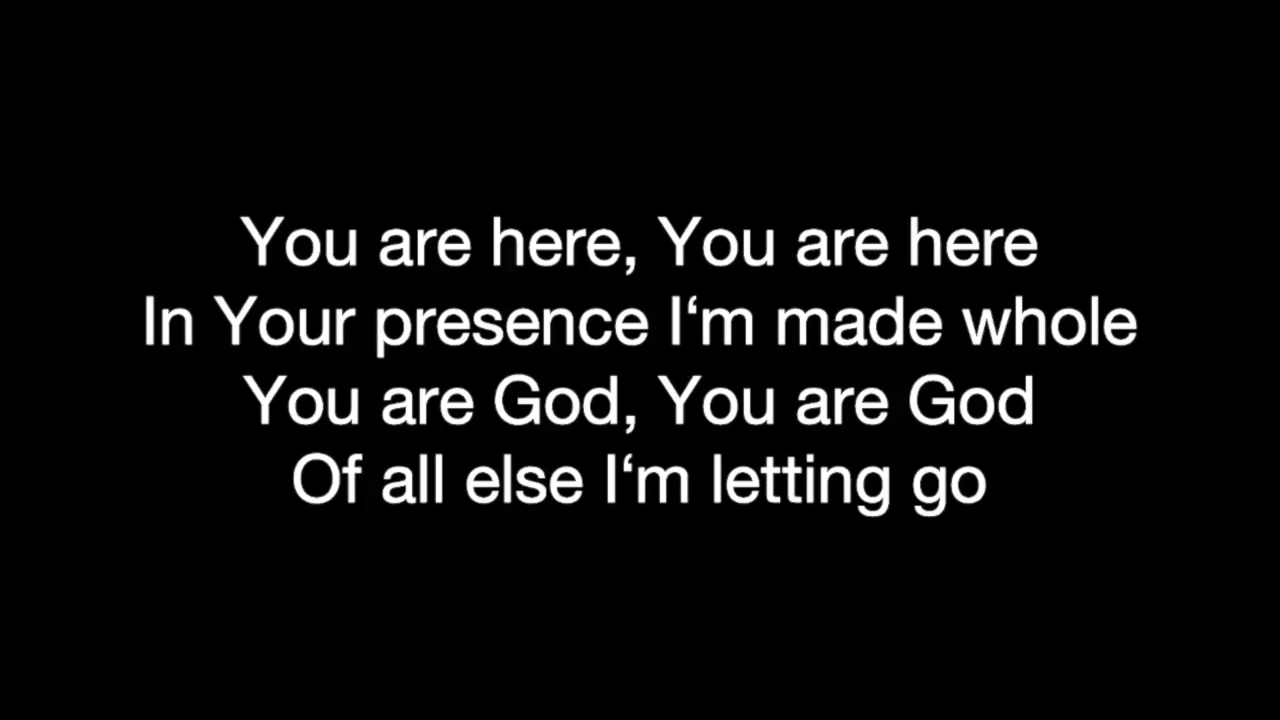 You are here, You are here
In Your presence I‘m made whole
You are God, You are God
Of all else I‘m letting go